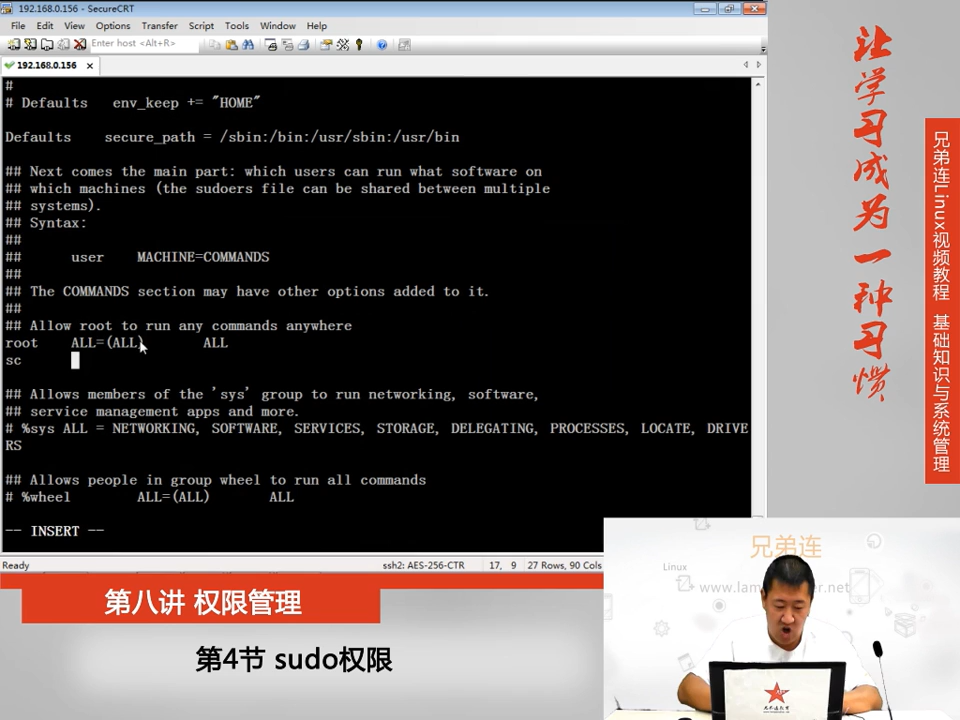 192.168.0.156 - SecureCRT
File Edit View Options Transfer Script Tools Window Help
Enter host <Alt+R>
192.168.0.156
#
# Defaults env_keep += "HOME"
Defaults secure_path = /sbin:/bin:/usr/sbin:/usr/bin
## Next comes the main part: which users can run what software on
## which machines (the sudoers file can be shared between multiple
## systems).
## Syntax:
##
## user MACHINE=COMMANDS
##
## The COMMANDS section may have other options added to it.
##
## Allow root to run any commands anywhere
root ALL=(ALL) ALL
sc
## Allows members of the 'sys' group to run networking, software,
## service management apps and more.
# %sys ALL = NETWORKING, SOFTWARE, SERVICES, STORAGE, DELEGATING, PROCESSES, LOCATE, DRIVE
RS
## Allows people in group wheel to run all commands
# %wheel ALL=(ALL) ALL
-- INSERT --
Ready ssh2: AES-256-CTR 17, 9 27 Rows, 90 Cols
让学习成为一种习惯
兄弟连Linux视频教程 基础知识与系统管理
第八讲 权限管理
第4节 sudo权限
兄弟连
Linux